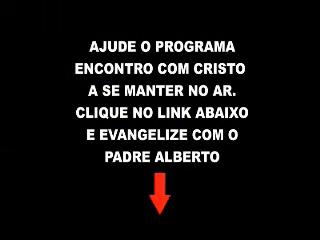 AJUDE O PROGRAMA
ENCONTRO COM CRISTO
A SE MANTER NO AR.
CLIQUE NO LINK ABAIXO
E EVANGELIZE COM O
PADRE ALBERTO